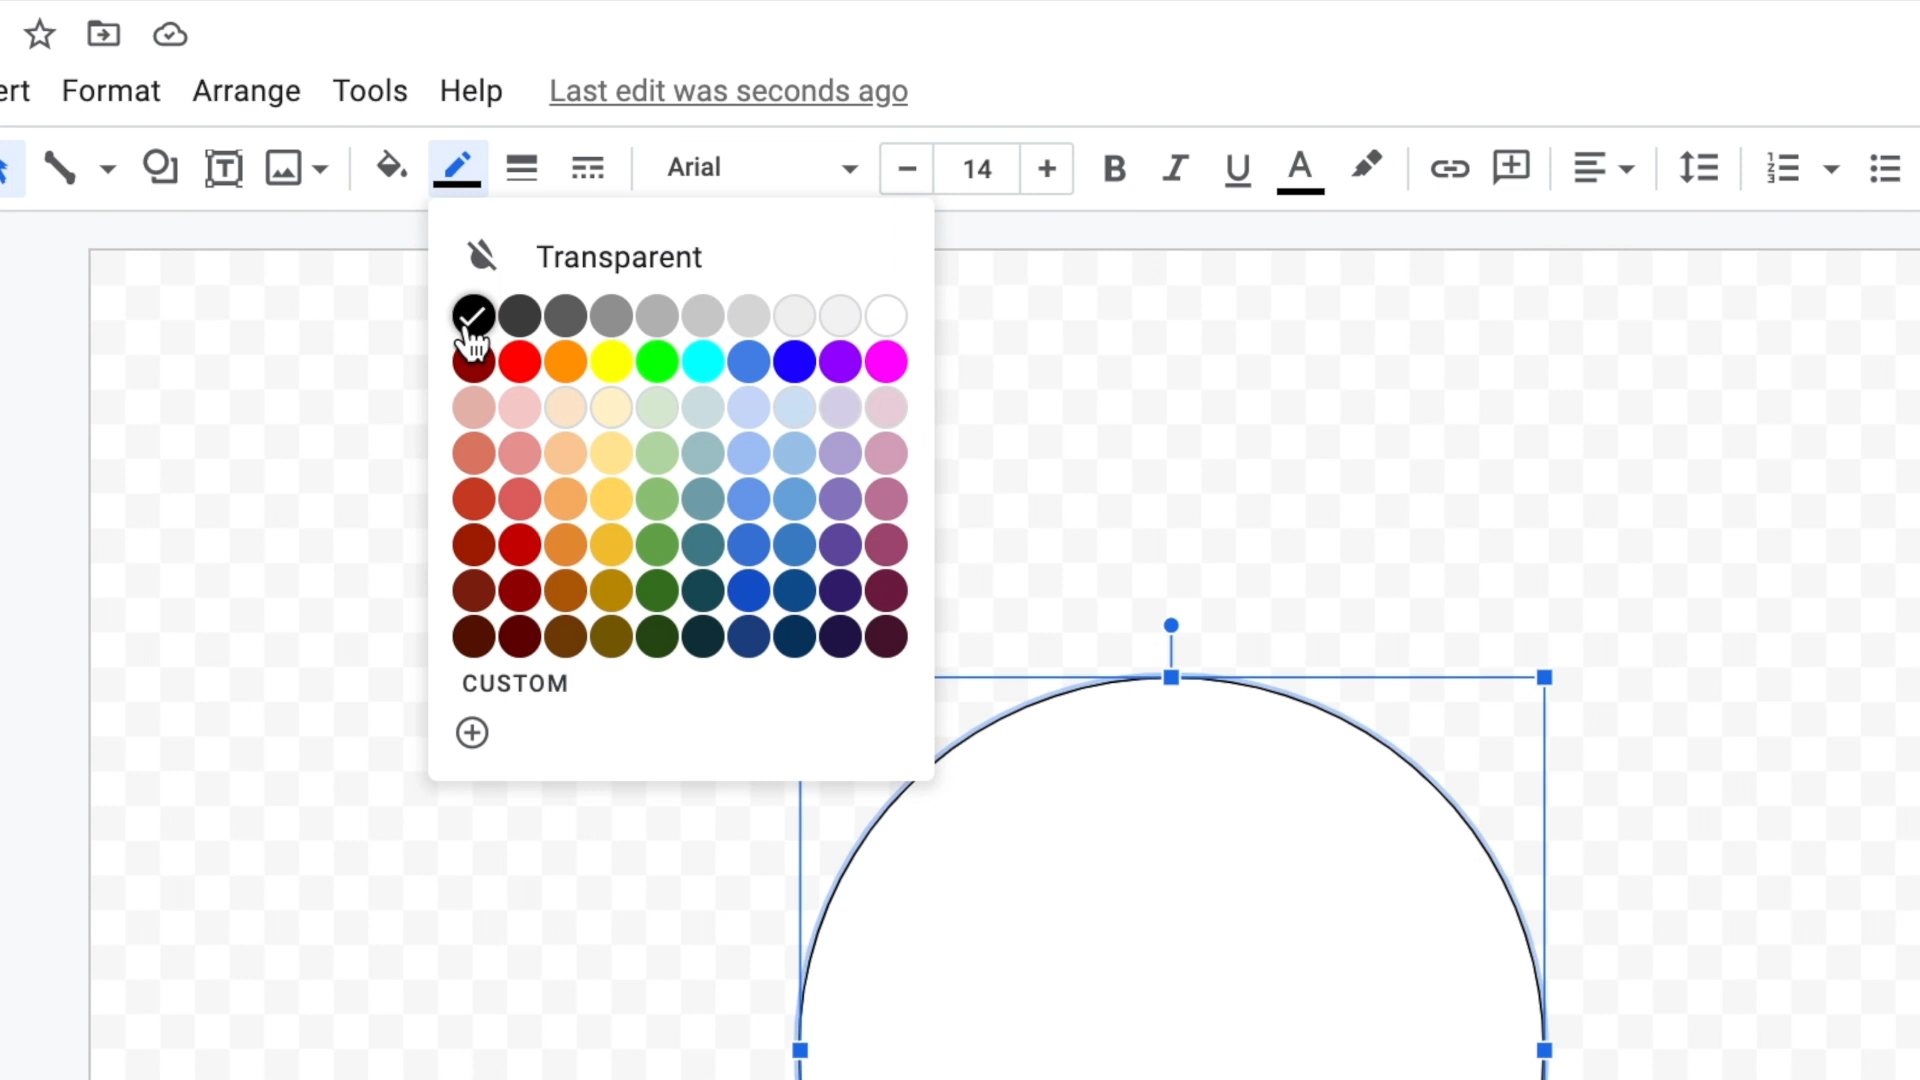 ert Format Arrange Tools Help Last edit was seconds ago
Arial 14 B I U A
Transparent
CUSTOM